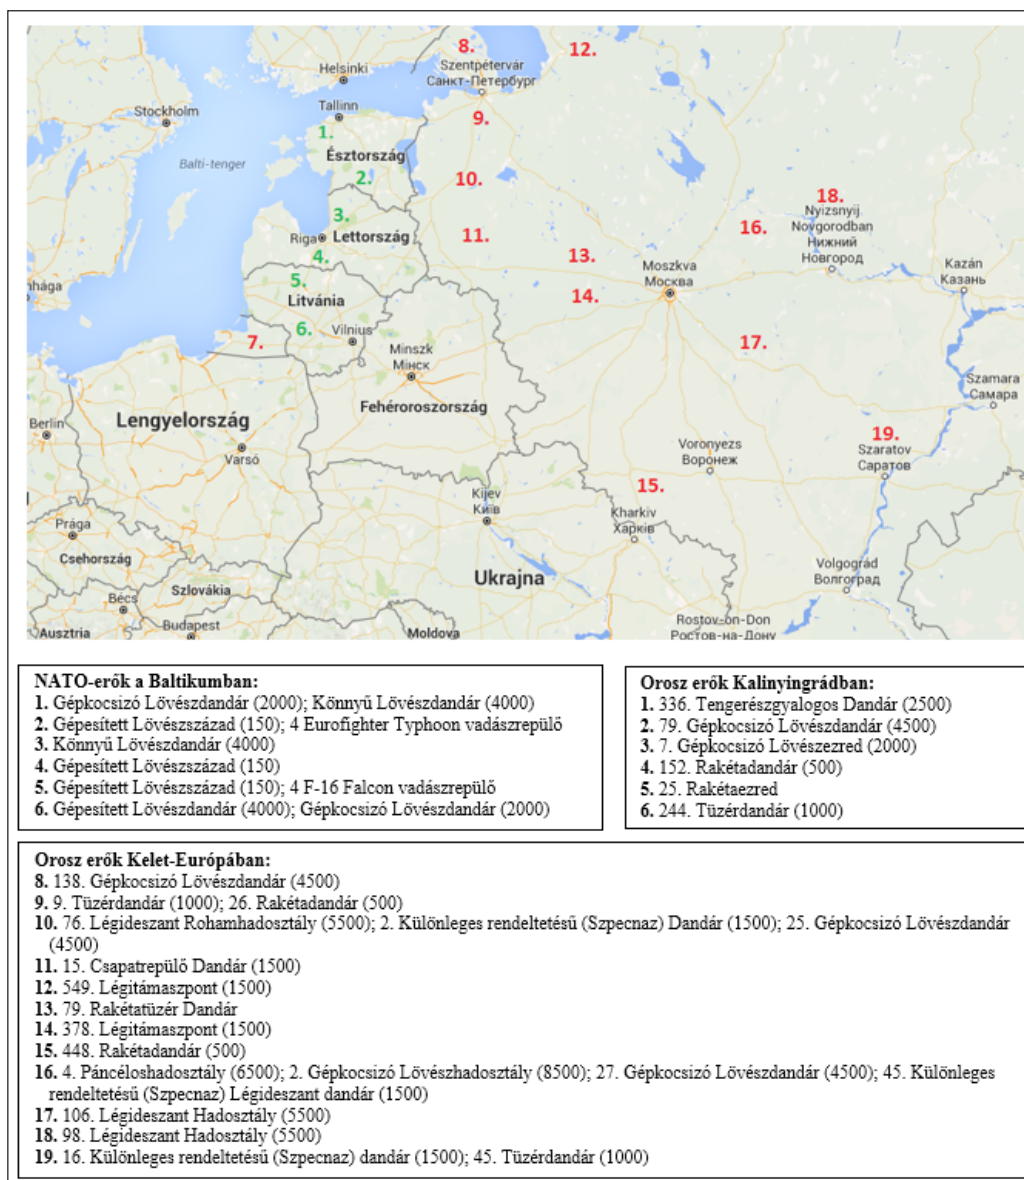 8.
12.
Helsinki
Szentpétervár
Санкт-Петербург
Stockholm
Tallinn
9.
1.
Balti-tenger
Észtország
2.
10.
18.
Nyizsnyij
Novgorodban
Нижний
Новгород
16.
3.
Riga
Lettország
11.
4.
13.
Moszkva
Москва
Kazán
Казань
nhága
5.
Litvánia
14.
6.
Vilnius
7.
17.
Minszk
Мінск
Szamara
Самара
Fehéroroszország
Berlin
Lengyelország
19.
Varsó
Voronyezs
Воронеж
Szaratov
Саратов
15.
Kijev
Київ
Prága
Kharkiv
Харків
Csehország
Ukrajna
Volgográd
Волгоград
Szlovákia
Bécs
Rostov-on-Don
Ростов-на-Дону
Ausztria
Budapest
Moldova
NATO-erők a Baltikumban:
1. Gépkocsizó Lövészdandár (2000); Könnyű Lövészdandár (4000)
2. Gépesített Lövészszázad (150); 4 Eurofighter Typhoon vadászrepülő
3. Könnyű Lövészdandár (4000)
4. Gépesített Lövészszázad (150)
5. Gépesített Lövészszázad (150); 4 F-16 Falcon vadászrepülő
6. Gépesített Lövészdandár (4000); Gépkocsizó Lövészdandár (2000)
Orosz erők Kalinyingrádban:
1. 336. Tengerészgyalogos Dandár (2500)
2. 79. Gépkocsizó Lövészdandár (4500)
3. 7. Gépkocsizó Lövészezred (2000)
4. 152. Rakétadandár (500)
5. 25. Rakétaezred
6. 244. Tüzérdandár (1000)
Orosz erők Kelet-Európában:
8. 138. Gépkocsizó Lövészdandár (4500)
9. 9. Tüzérdandár (1000); 26. Rakétadandár (500)
10. 76. Légideszant Rohamhadosztály (5500); 2. Különleges rendeltetésű (Szpecnaz) Dandár (1500); 25. Gépkocsizó Lövészdandár
(4500)
11. 15. Csapatrepülő Dandár (1500)
12. 549. Légitámaszpont (1500)
13. 79. Rakétatüzér Dandár
14. 378. Légitámaszpont (1500)
15. 448. Rakétadandár (500)
16. 4. Páncéloshadosztály (6500); 2. Gépkocsizó Lövészhadosztály (8500); 27. Gépkocsizó Lövészdandár (4500); 45. Különleges
rendeltetésű (Szpecnaz) Légideszant dandár (1500)
17. 106. Légideszant Hadosztály (5500)
18. 98. Légideszant Hadosztály (5500)
19. 16. Különleges rendeltetésű (Szpecnaz) dandár (1500); 45. Tüzérdandár (1000)